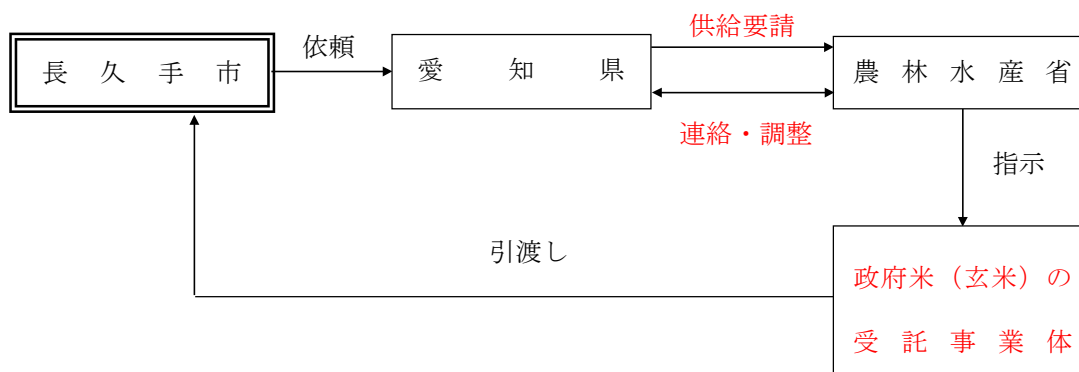 供給要請
依頼
長久手市
愛知県
農林水産省
連絡・調整
指示
引渡し
政府米（玄米）の
受託事業体